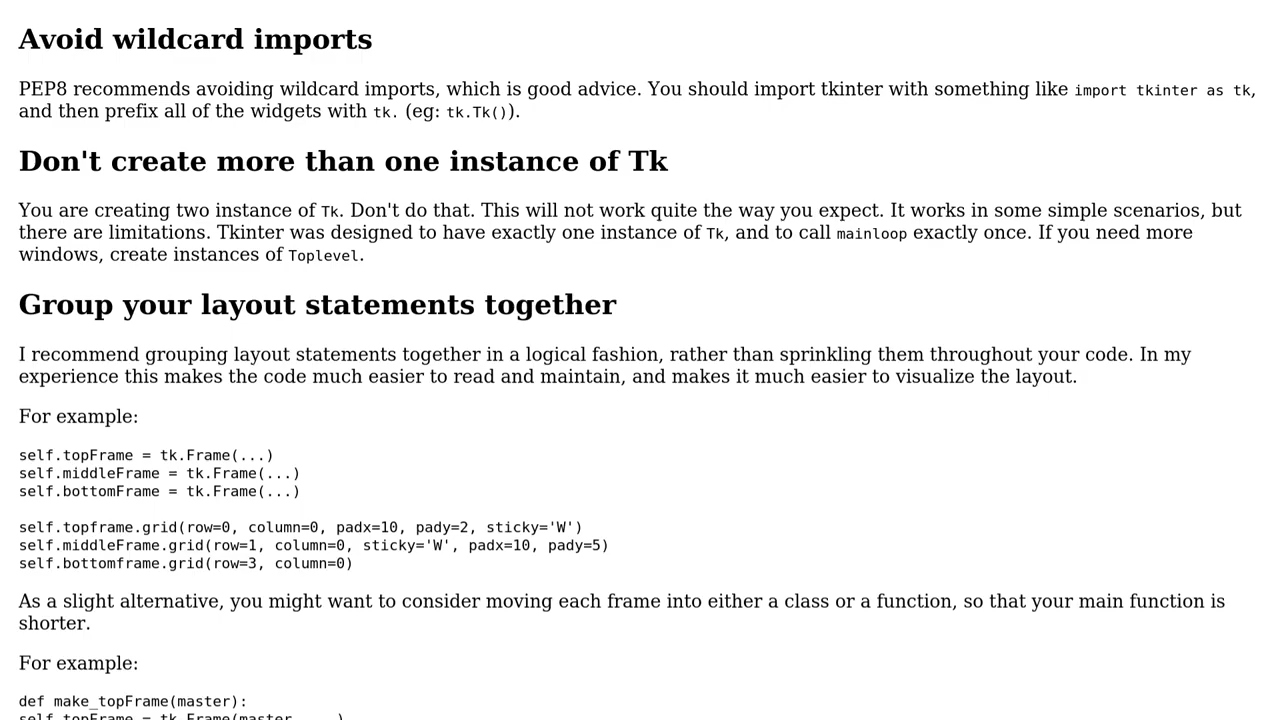 Avoid wildcard imports
PEP8 recommends avoiding wildcard imports, which is good advice. You should import tkinter with something like import tkinter as tk,
and then prefix all of the widgets with tk. (eg: tk.Tk()).
Don't create more than one instance of Tk
You are creating two instance of Tk. Don't do that. This will not work quite the way you expect. It works in some simple scenarios, but
there are limitations. Tkinter was designed to have exactly one instance of Tk, and to call mainloop exactly once. If you need more
windows, create instances of Toplevel.
Group your layout statements together
I recommend grouping layout statements together in a logical fashion, rather than sprinkling them throughout your code. In my
experience this makes the code much easier to read and maintain, and makes it much easier to visualize the layout.
For example:
self.topFrame = tk.Frame(...)
self.middleFrame = tk.Frame(...)
self.bottomFrame = tk.Frame(...)
self.topframe.grid(row=0, column=0, padx=10, pady=2, sticky='W')
self.middleFrame.grid(row=1, column=0, sticky='W', padx=10, pady=5)
self.bottomframe.grid(row=3, column=0)
As a slight alternative, you might want to consider moving each frame into either a class or a function, so that your main function is
shorter.
For example:
def make_topFrame(master):
self.topFrame = tk.Frame(master, ...)